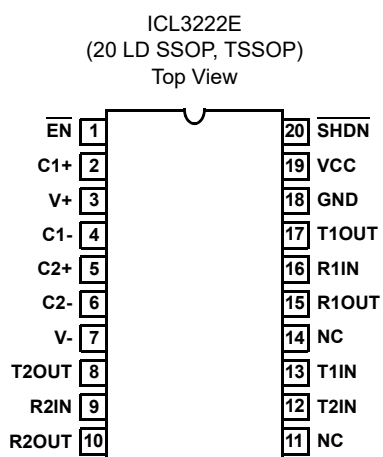 ICL3222E
(20 LD SSOP, TSSOP)
Top View
EN 1 20 SHDN
C1+ 2 19 VCC
V+ 3 18 GND
C1- 4 17 T1OUT
C2+ 5 16 R1IN
C2- 6 15 R1OUT
V- 7 14 NC
T2OUT 8 13 T1IN
R2IN 9 12 T2IN
R2OUT 10 11 NC